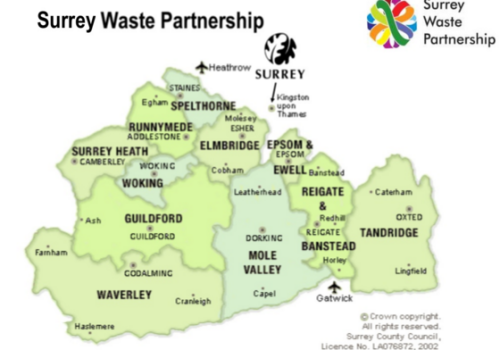 Surrey Waste Partnership
Surrey
Waste
Partnership
Heathrow
SURREY
Kingston
upon
Thames
STAINES
SPELTHORNE
Egham
RUNNYMEDE
ADDLESTONE
Molesey
ESHER
ELMBRIDGE
EPSOM &
EPSOM
EWELL
SURREY HEATH
CAMBERLEY
WOKING
WOKING
Cobham
Banstead
Leatherhead
REIGATE
&
Redhill
REIGATE
BANSTEAD
Horley
Caterham
OXTED
TANDRIDGE
Lingfield
Ash
GUILDFORD
GUILDFORD
DORKING
MOLE
VALLEY
Capel
Farnham
GODALMING
WAVERLEY
Cranleigh
Haslemere
Gatwick
© Crown copyright.
All rights reserved.
Surrey County Council,
Licence No. LA076872, 2002